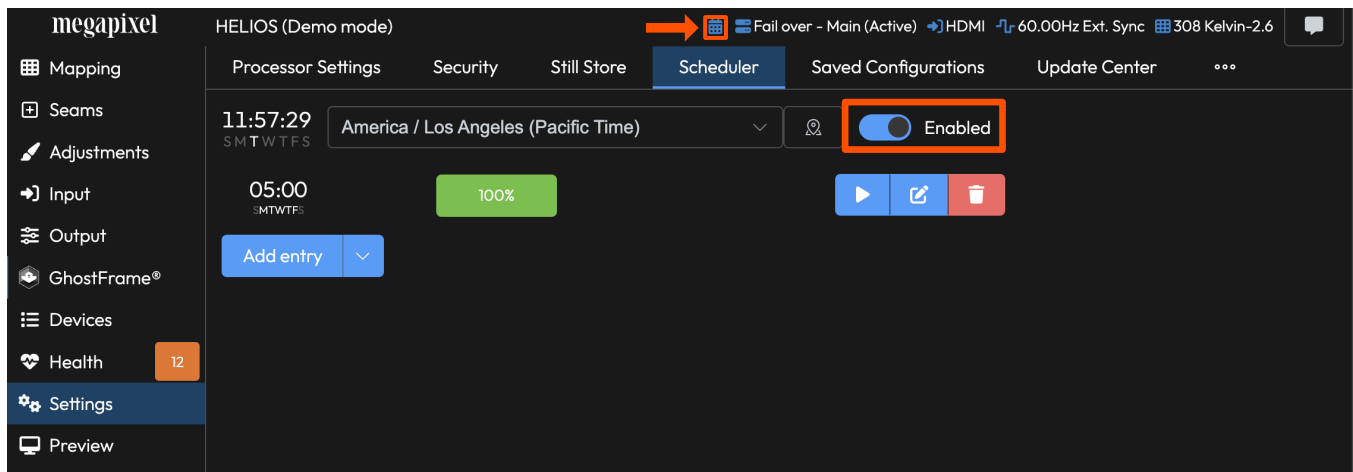 megapixel
HELIOS (Demo mode)
Fail over - Main (Active) HDMI 60.00Hz Ext. Sync 308 Kelvin-2.6
Mapping
Seams
Adjustments
Input
Output
GhostFrame®
Devices
Health 12
Settings
Preview
Processor Settings Security Still Store Scheduler Saved Configurations Update Center
11:57:29 America / Los Angeles (Pacific Time) Enabled
S M T W T F S
05:00 100%
SMTWTFS
Add entry